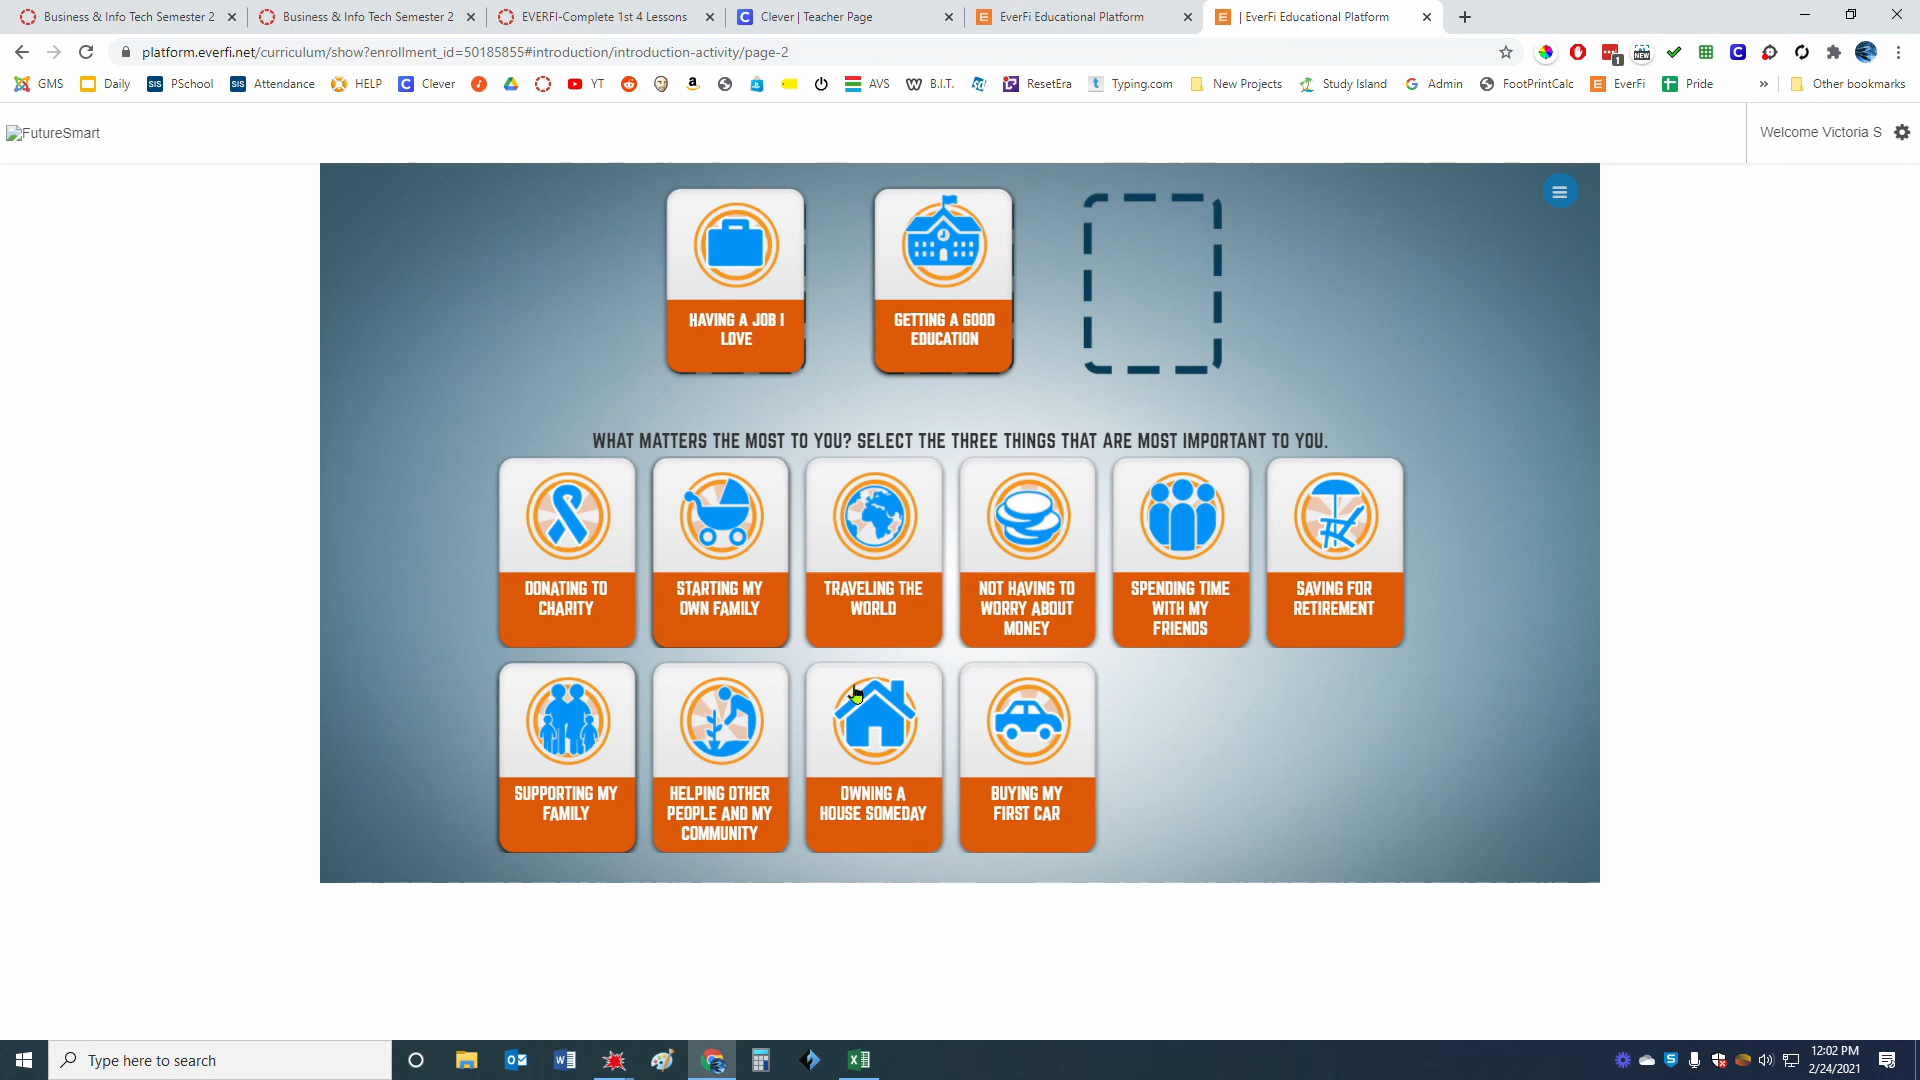 Business & Info Tech Semester 2
Business & Info Tech Semester 2
EVERFI-Complete 1st 4 Lessons
Clever | Teacher Page
EverFi Educational Platform
| EverFi Educational Platform
platform.everfi.net/curriculum/show?enrollment_id=50185855#introduction/introduction-activity/page-2
GMS
Daily
PSchool
Attendance
HELP
Clever
YT
AVS
B.I.T.
ResetEra
Typing.com
New Projects
Study Island
Admin
FootPrintCalc
EverFi
Pride
»
Other bookmarks
FutureSmart
Welcome Victoria S
HAVING A JOB I
LOVE
GETTING A GOOD
EDUCATION
WHAT MATTERS THE MOST TO YOU? SELECT THE THREE THINGS THAT ARE MOST IMPORTANT TO YOU.
DONATING TO
CHARITY
STARTING MY
OWN FAMILY
TRAVELING THE
WORLD
NOT HAVING TO
WORRY ABOUT
MONEY
SPENDING TIME
WITH MY
FRIENDS
SAVING FOR
RETIREMENT
SUPPORTING MY
FAMILY
HELPING OTHER
PEOPLE AND MY
COMMUNITY
OWNING A
HOUSE SOMEDAY
BUYING MY
FIRST CAR
Type here to search
12:02 PM
2/24/2021